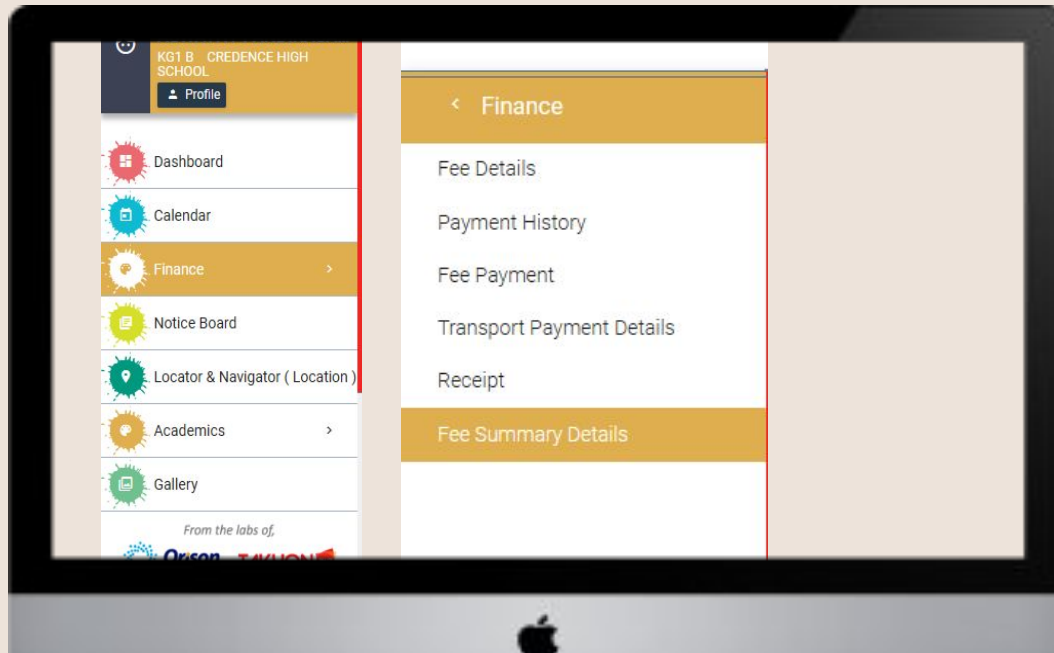 KG1 B CREDENCE HIGH
SCHOOL
Profile
Dashboard
Calendar
Finance
Notice Board
Locator & Navigator ( Location )
Academics
Gallery
From the labs of,
Orison
Finance
Fee Details
Payment History
Fee Payment
Transport Payment Details
Receipt
Fee Summary Details